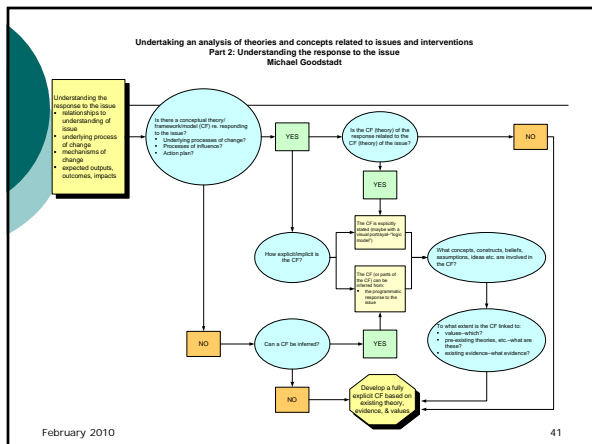 Undertaking an analysis of theories and concepts related to issues and interventions
Part 2: Understanding the response to the issue
Michael Goodstadt
Understanding the
response to the issue
• relationships to
understanding of
issue
• underlying process
of change
• mechanisms of
change
• expected outputs,
outcomes, impacts
Is there a conceptual theory/
framework/model (CF) re. responding
to the issue?
• Underlying processes of change?
• Processes of influence?
• Action plan?
YES
Is the CF (theory) of the
response related to the
CF (theory) of the issue?
NO
YES
How explicit/implicit is
the CF?
The CF is explicitly
stated (maybe with a
visual portrayal–"logic
model")
The CF (or parts of
the CF) can be
inferred from:
• the programmatic
response to the
issue
What concepts, constructs, beliefs,
assumptions, ideas etc. are involved in
the CF?
NO
Can a CF be inferred?
YES
To what extent is the CF linked to:
• values–which?
• pre-existing theories, etc.–what are
these?
• existing evidence–what evidence?
NO
Develop a fully
explicit CF based on
existing theory,
evidence, & values
February 2010
41